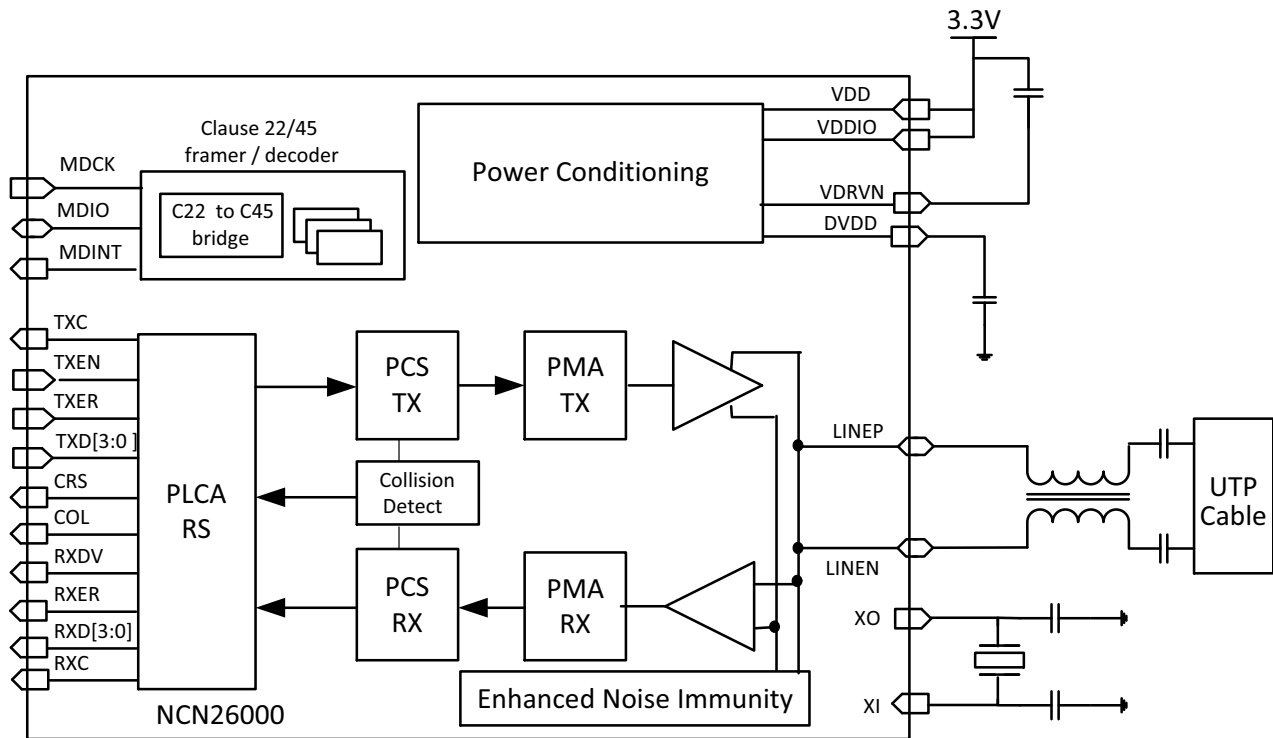 3.3V
VDD
VDDIO
VDRVN
DVDD
Power Conditioning
Clause 22/45
framer / decoder
C22 to C45
bridge
MDCK
MDIO
MDINT
TXC
TXEN
TXER
TXD[3:0 ]
CRS
COL
RXDV
RXER
RXD[3:0]
RXC
PLCA
RS
PCS
TX
PMA
TX
Collision
Detect
PCS
RX
PMA
RX
LINEP
LINEN
UTP
Cable
XO
XI
Enhanced Noise Immunity
NCN26000